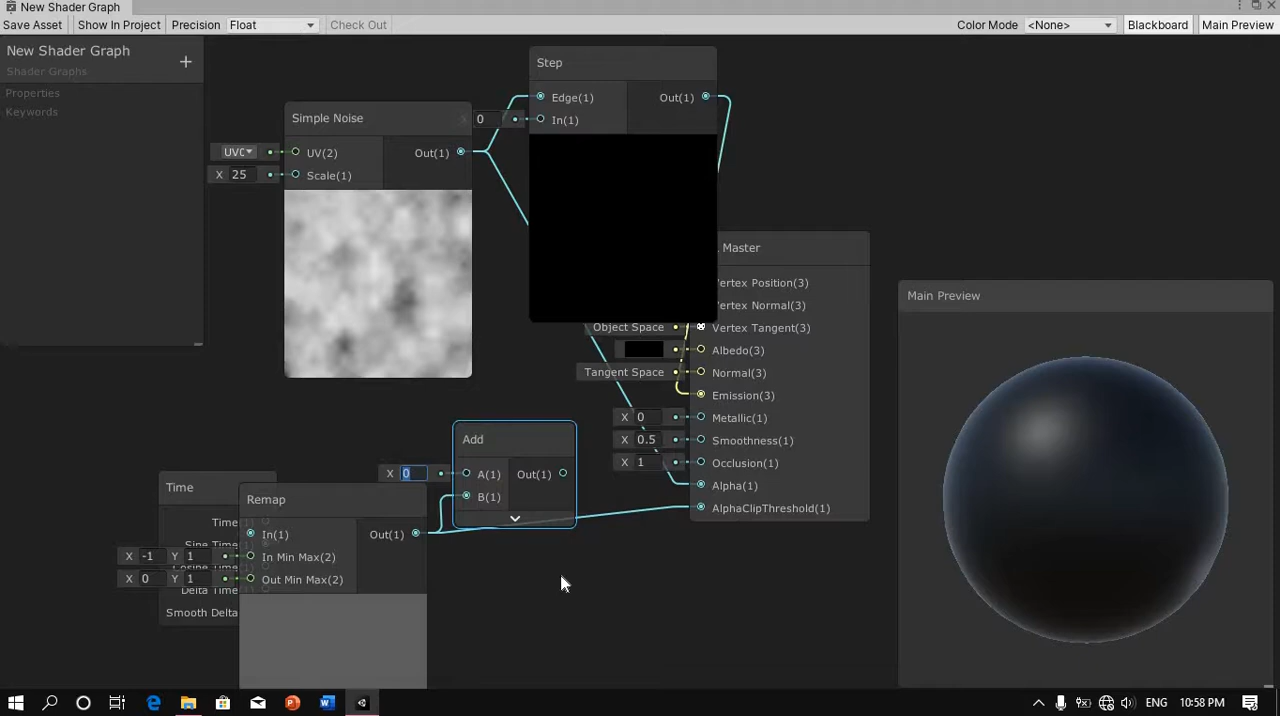 New Shader Graph
Save Asset Show In Project Precision Float Check Out Color Mode <None> Blackboard Main Preview
New Shader Graph
Shader Graphs
Properties
Keywords
Step
Edge(1) Out(1)
0 In(1)
Simple Noise
UV(2) Out(1)
X 25 Scale(1)
Master
Vertex Position(3)
Vertex Normal(3)
Object Space Vertex Tangent(3)
Albedo(3)
Tangent Space Normal(3)
Emission(3)
X 0 Metallic(1)
X 0.5 Smoothness(1)
X 1 Occlusion(1)
Alpha(1)
AlphaClipThreshold(1)
Main Preview
Add
X 0 A(1) Out(1)
B(1)
Time
Time(1)
Sine Time
Cosine Time
Delta Time
Smooth Delta
Remap
In(1) Out(1)
X -1 Y 1 In Min Max(2)
X 0 Y 1 Out Min Max(2)
ENG 10:58 PM